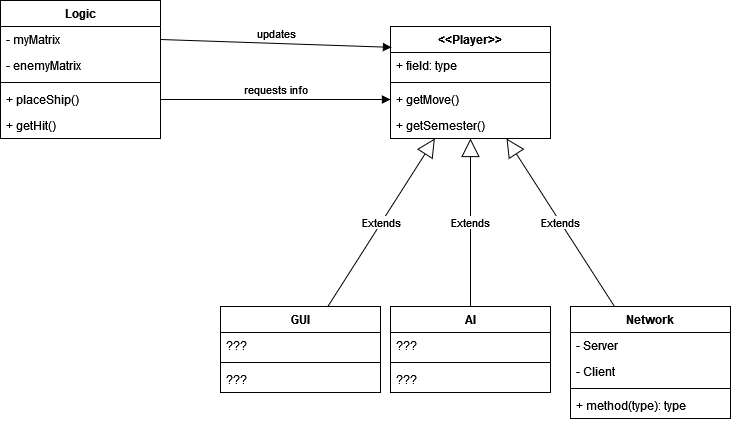 Logic
- myMatrix
- enemyMatrix
+ placeShip()
+ getHit()
updates
requests info
<<Player>>
+ field: type
+ getMove()
+ getSemester()
Extends
Extends
Extends
GUI
???
???
AI
???
???
Network
- Server
- Client
+ method(type): type